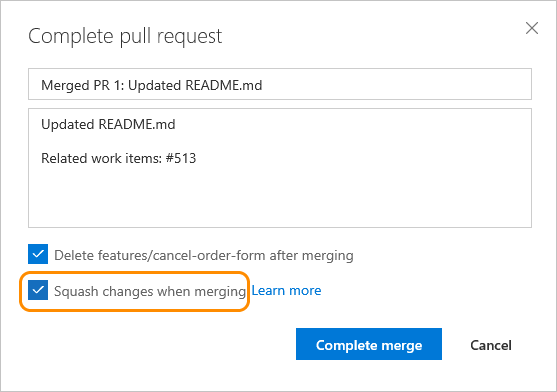 Complete pull request
Merged PR 1: Updated README.md
Updated README.md
Related work items: #513
Delete features/cancel-order-form after merging
Squash changes when merging Learn more
Complete merge Cancel